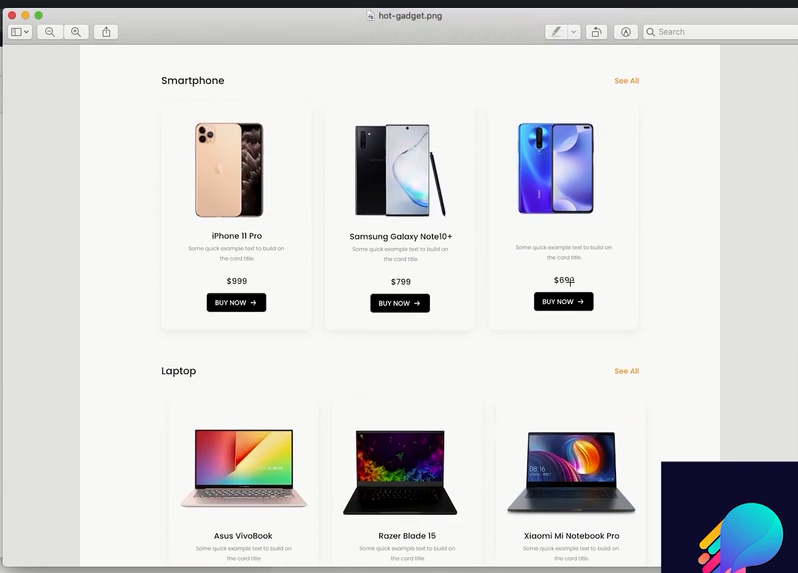 hot-gadget.png
Search
Smartphone
See All
iPhone 11 Pro
Some quick example text to build on
the card title.
$999
BUY NOW →
Samsung Galaxy Note10+
Some quick example text to build on
the card title.
$799
BUY NOW →
Some quick example text to build on
the card title.
$699
BUY NOW →
Laptop
See All
Asus VivoBook
Some quick example text to build on
the card title
Razer Blade 15
Some quick example text to build on
the card title.
Xiaomi Mi Notebook Pro
Some quick example text to build on
the card title.